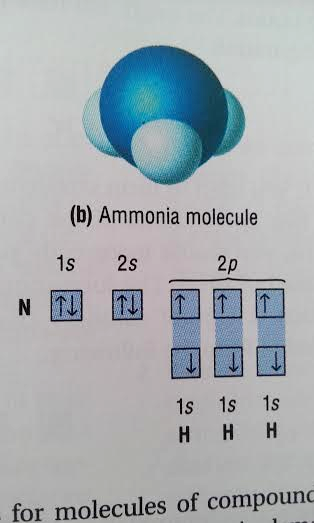 (b) Ammonia molecule
1s 2s 2p
N ↑↓ ↑↓ ↑ ↑ ↑
↓ ↓ ↓
1s 1s 1s
H H H
for molecules of compound